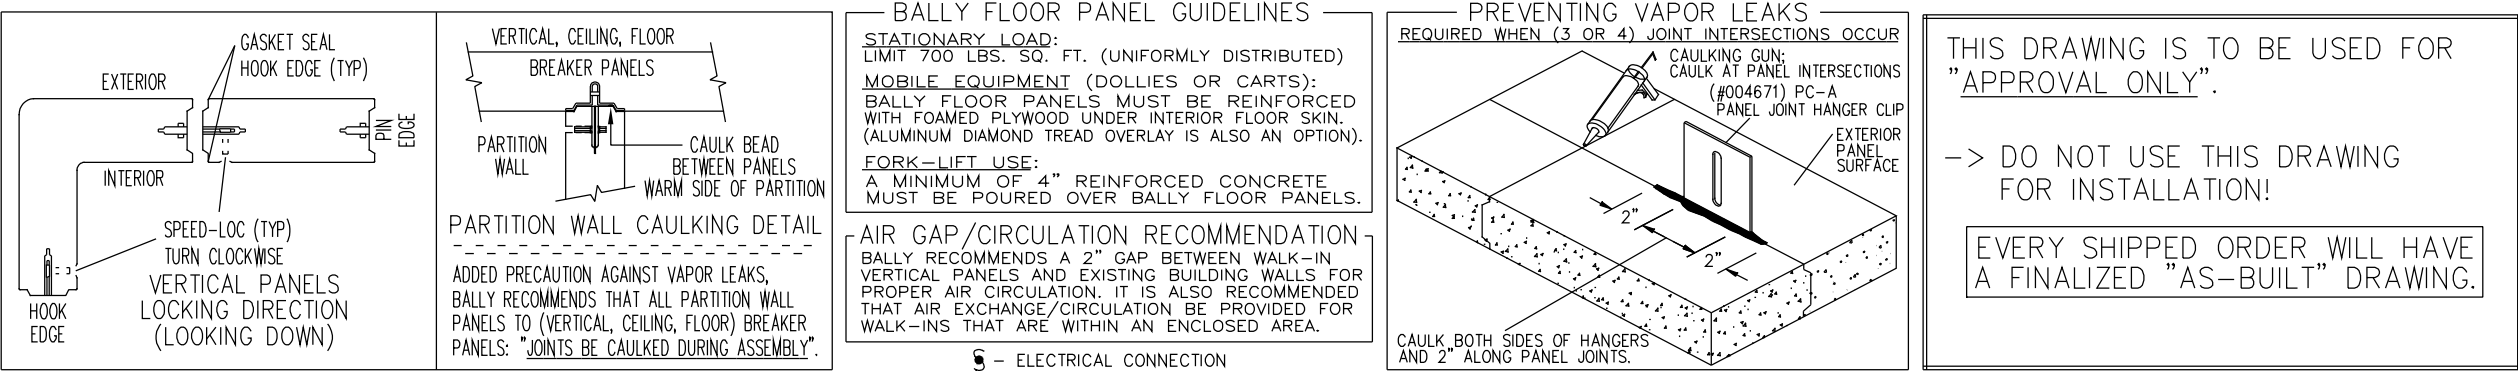 GASKET SEAL
HOOK EDGE (TYP)
EXTERIOR
PIN
EDGE
INTERIOR
SPEED-LOC (TYP)
TURN CLOCKWISE
VERTICAL PANELS
LOCKING DIRECTION
(LOOKING DOWN)
HOOK
EDGE
VERTICAL, CEILING, FLOOR
BREAKER PANELS
PARTITION
WALL
CAULK BEAD
BETWEEN PANELS
WARM SIDE OF PARTITION
PARTITION WALL CAULKING DETAIL
ADDED PRECAUTION AGAINST VAPOR LEAKS,
BALLY RECOMMENDS THAT ALL PARTITION WALL
PANELS TO (VERTICAL, CEILING, FLOOR) BREAKER
PANELS: "JOINTS BE CAULKED DURING ASSEMBLY".
BALLY FLOOR PANEL GUIDELINES
STATIONARY LOAD:
LIMIT 700 LBS. SQ. FT. (UNIFORMLY DISTRIBUTED)
MOBILE EQUIPMENT (DOLLIES OR CARTS):
BALLY FLOOR PANELS MUST BE REINFORCED
WITH FOAMED PLYWOOD UNDER INTERIOR FLOOR SKIN.
(ALUMINUM DIAMOND TREAD OVERLAY IS ALSO AN OPTION).
FORK-LIFT USE:
A MINIMUM OF 4" REINFORCED CONCRETE
MUST BE POURED OVER BALLY FLOOR PANELS.
AIR GAP/CIRCULATION RECOMMENDATION
BALLY RECOMMENDS A 2" GAP BETWEEN WALK-IN
VERTICAL PANELS AND EXISTING BUILDING WALLS FOR
PROPER AIR CIRCULATION. IT IS ALSO RECOMMENDED
THAT AIR EXCHANGE/CIRCULATION BE PROVIDED FOR
WALK-INS THAT ARE WITHIN AN ENCLOSED AREA.
- ELECTRICAL CONNECTION
PREVENTING VAPOR LEAKS
REQUIRED WHEN (3 OR 4) JOINT INTERSECTIONS OCCUR
CAULKING GUN;
CAULK AT PANEL INTERSECTIONS
(#004671) PC-A
PANEL JOINT HANGER CLIP
EXTERIOR
PANEL
SURFACE
2"
2"
CAULK BOTH SIDES OF HANGERS
AND 2" ALONG PANEL JOINTS.
THIS DRAWING IS TO BE USED FOR
"APPROVAL ONLY".
-> DO NOT USE THIS DRAWING
FOR INSTALLATION!
EVERY SHIPPED ORDER WILL HAVE
A FINALIZED "AS-BUILT" DRAWING.